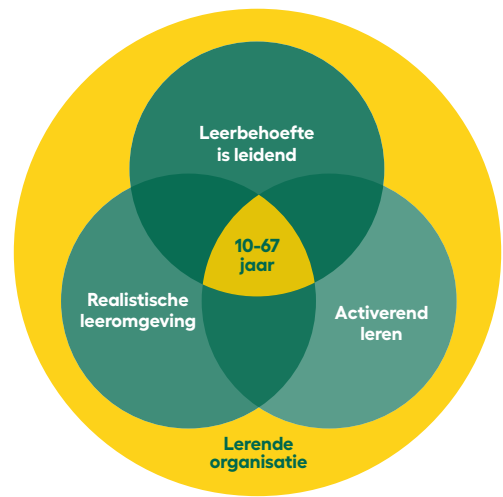 Leerbehoefte
is leidend
10-67
jaar
Realistische
leeromgeving
Activerend
leren
Lerende
organisatie